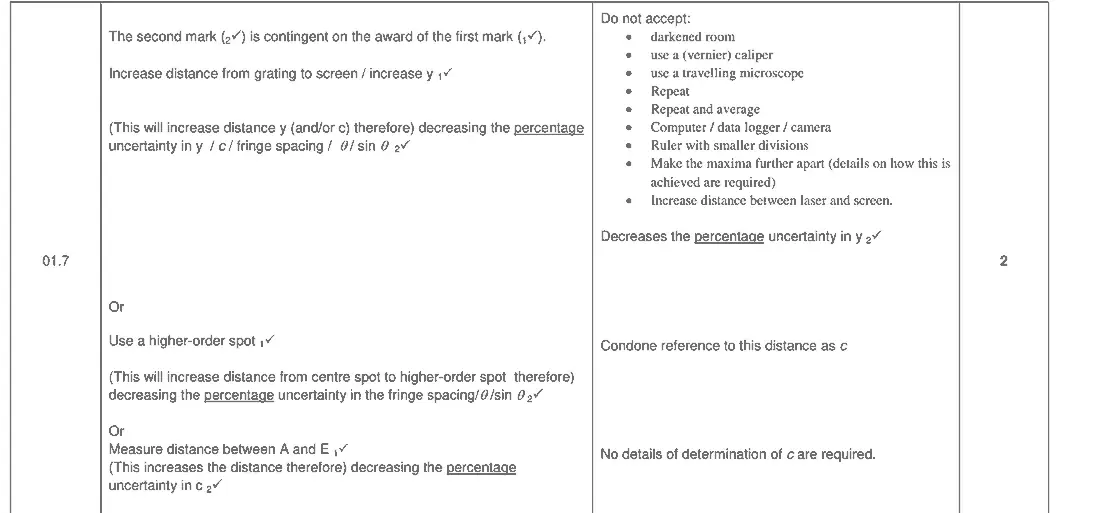 The second mark (₂✓) is contingent on the award of the first mark (₁✓).
Increase distance from grating to screen / increase y ₁✓
(This will increase distance y (and/or c) therefore) decreasing the percentage
uncertainty in y / c / fringe spacing / θ / sin θ ₂✓
Do not accept:
• darkened room
• use a (vernier) caliper
• use a travelling microscope
• Repeat
• Repeat and average
• Computer / data logger / camera
• Ruler with smaller divisions
• Make the maxima further apart (details on how this is
achieved are required)
• Increase distance between laser and screen.
Decreases the percentage uncertainty in y ₂✓
01.7
2
Or
Use a higher-order spot ₁✓
Condone reference to this distance as c
(This will increase distance from centre spot to higher-order spot therefore)
decreasing the percentage uncertainty in the fringe spacing/θ/sin θ ₂✓
Or
Measure distance between A and E ₁✓
No details of determination of c are required.
(This increases the distance therefore) decreasing the percentage
uncertainty in c ₂✓